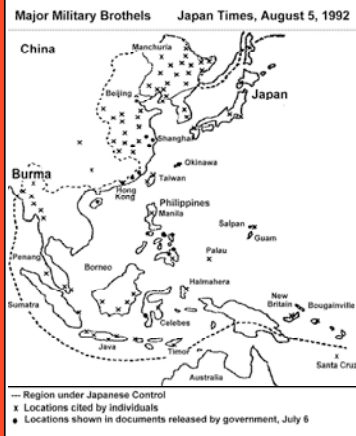 Major Military Brothels Japan Times, August 5, 1992
China
Manchuria
Beijing
Japan
Shanghai
Okinawa
Burma
Taiwan
Hong
Kong
Philippines
Manila
Saipan
Guam
Penang
Palau
Borneo
Halmahera
New
Britain
Bougainville
Sumatra
Celebes
Java
Timor
Santa Cruz
Australia
--- Region under Japanese Control
x Locations cited by individuals
• Locations shown in documents released by government, July 6